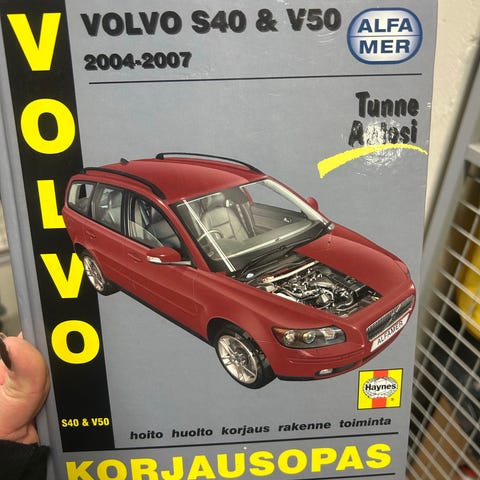 VOLVO S40 & V50
2004-2007
ALFA
MER
Tunne
Autosi
VOLVO
ALFAMER
Haynes
S40 & V50
hoito huolto korjaus rakenne toiminta
KORJAUSOPAS